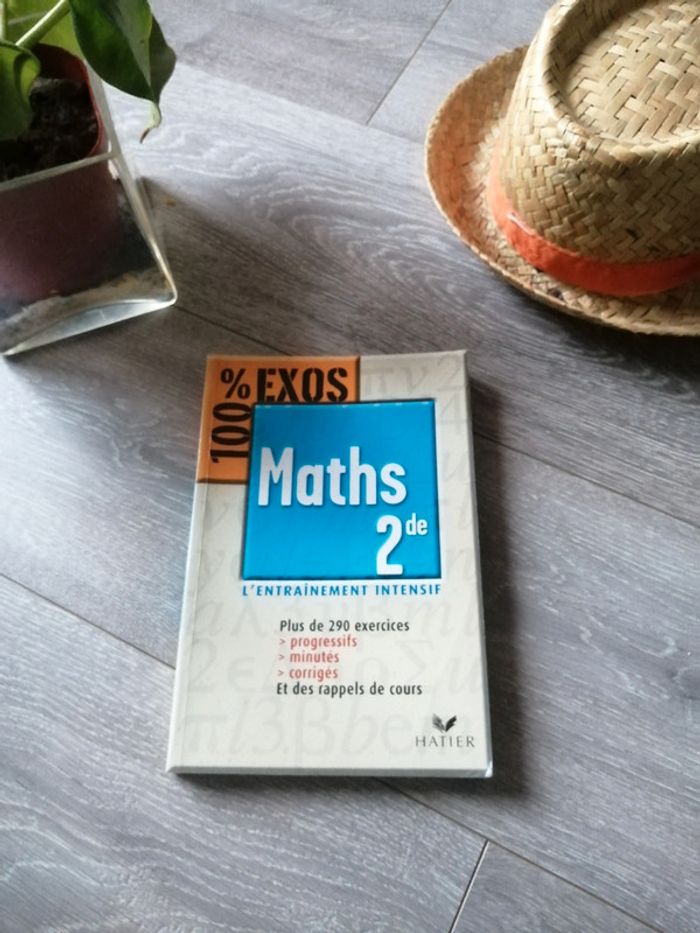 100% EXOS
Maths
2de
L'ENTRAÎNEMENT INTENSIF
Plus de 290 exercices
> progressifs
> minutés
> corrigés
Et des rappels de cours
HATIER